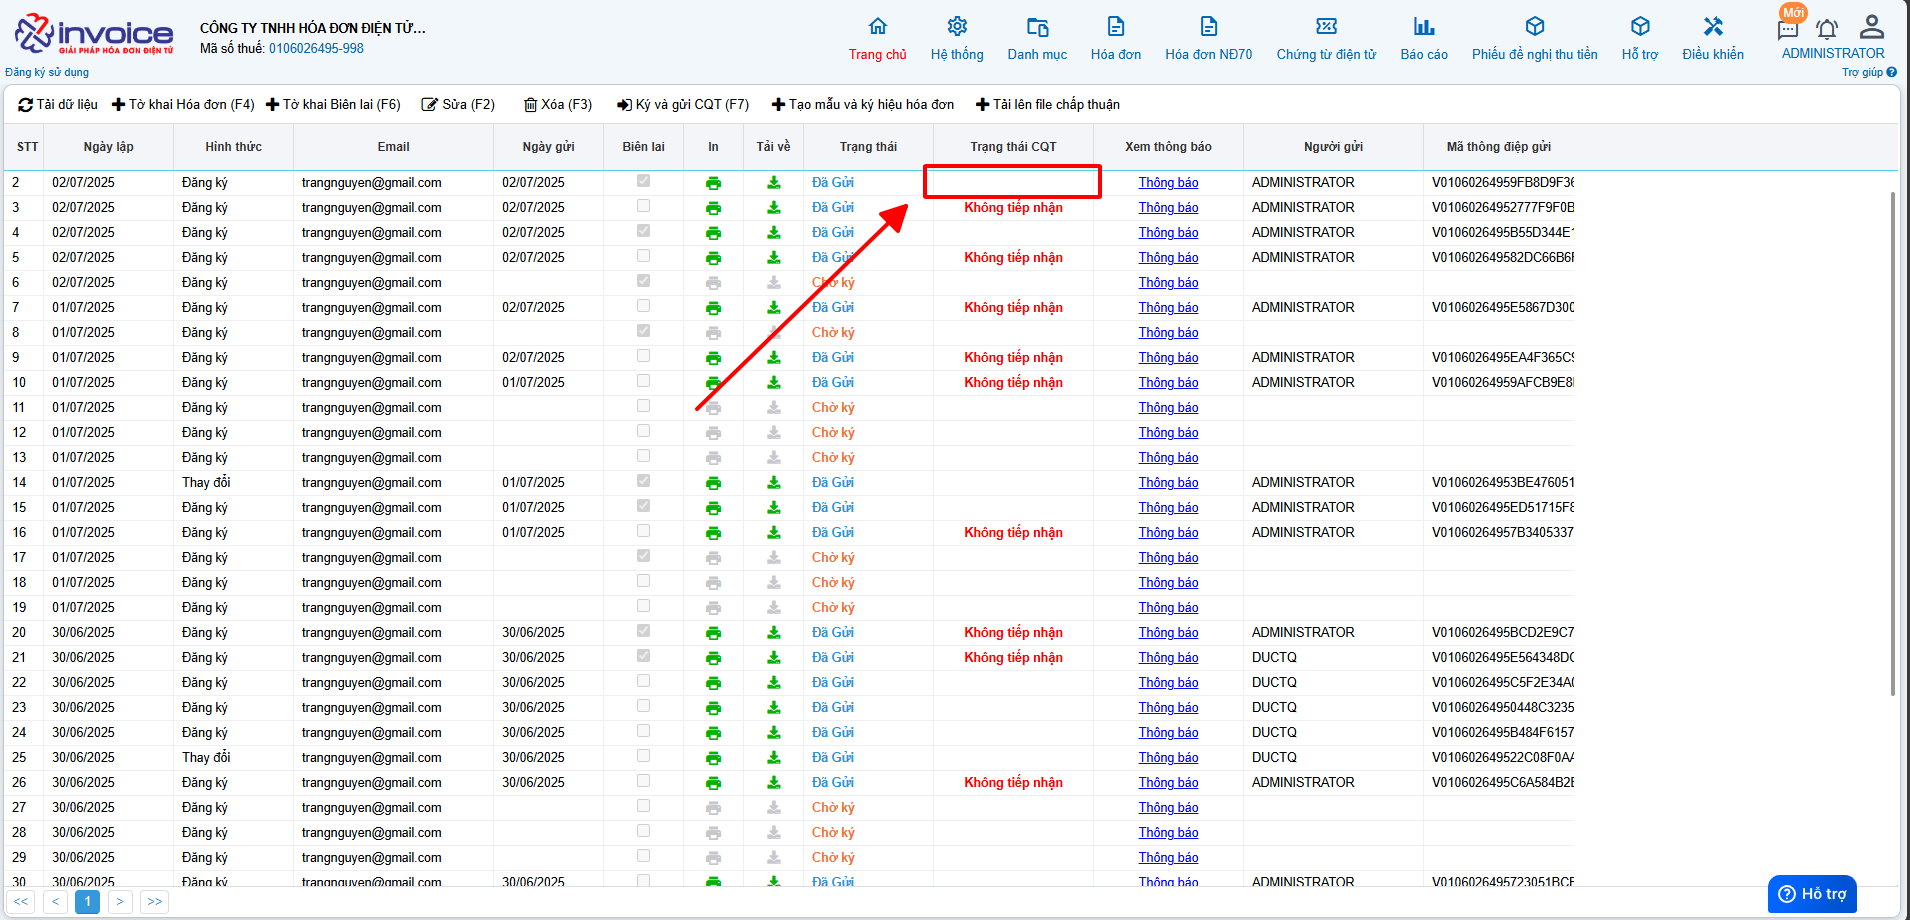 invoice
GIẢI PHÁP HÓA ĐƠN ĐIỆN TỬ
CÔNG TY TNHH HÓA ĐƠN ĐIỆN TỬ...
Mã số thuế: 0106026495-998
Trang chủ Hệ thống Danh mục Hóa đơn Hóa đơn NĐ70 Chứng từ điện tử Báo cáo Phiếu đề nghị thu tiền Hỗ trợ Điều khiển
Mới
ADMINISTRATOR
Đăng ký sử dụng
Trợ giúp
Tải dữ liệu Tờ khai Hóa đơn (F4) Tờ khai Biên lai (F6) Sửa (F2) Xóa (F3) Ký và gửi CQT (F7) Tạo mẫu và ký hiệu hóa đơn Tải lên file chấp thuận
STT Ngày lập Hình thức Email Ngày gửi Biên lai In Tải về Trạng thái Trạng thái CQT Xem thông báo Người gửi Mã thông điệp gửi
2 02/07/2025 Đăng ký trangnguyen@gmail.com 02/07/2025 Đã Gửi Thông báo ADMINISTRATOR V01060264959FB8D9F36
3 02/07/2025 Đăng ký trangnguyen@gmail.com 02/07/2025 Đã Gửi Không tiếp nhận Thông báo ADMINISTRATOR V01060264952777F9F0B
4 02/07/2025 Đăng ký trangnguyen@gmail.com 02/07/2025 Đã Gửi Thông báo ADMINISTRATOR V0106026495B55D344E1
5 02/07/2025 Đăng ký trangnguyen@gmail.com 02/07/2025 Đã Gửi Không tiếp nhận Thông báo ADMINISTRATOR V010602649582DC66B6F
6 02/07/2025 Đăng ký trangnguyen@gmail.com Chờ ký Thông báo
7 01/07/2025 Đăng ký trangnguyen@gmail.com 02/07/2025 Đã Gửi Không tiếp nhận Thông báo ADMINISTRATOR V0106026495E5867D300
8 01/07/2025 Đăng ký trangnguyen@gmail.com Chờ ký Thông báo
9 01/07/2025 Đăng ký trangnguyen@gmail.com 02/07/2025 Đã Gửi Không tiếp nhận Thông báo ADMINISTRATOR V0106026495EA4F365C9
10 01/07/2025 Đăng ký trangnguyen@gmail.com 01/07/2025 Đã Gửi Không tiếp nhận Thông báo ADMINISTRATOR V01060264959AFCB9E8
11 01/07/2025 Đăng ký trangnguyen@gmail.com Chờ ký Thông báo
12 01/07/2025 Đăng ký trangnguyen@gmail.com Chờ ký Thông báo
13 01/07/2025 Đăng ký trangnguyen@gmail.com Chờ ký Thông báo
14 01/07/2025 Thay đổi trangnguyen@gmail.com 01/07/2025 Đã Gửi Thông báo ADMINISTRATOR V01060264953BE476051
15 01/07/2025 Đăng ký trangnguyen@gmail.com 01/07/2025 Đã Gửi Thông báo ADMINISTRATOR V0106026495ED51715F8
16 01/07/2025 Đăng ký trangnguyen@gmail.com 01/07/2025 Đã Gửi Không tiếp nhận Thông báo ADMINISTRATOR V01060264957B3405337
17 01/07/2025 Đăng ký trangnguyen@gmail.com Chờ ký Thông báo
18 01/07/2025 Đăng ký trangnguyen@gmail.com Chờ ký Thông báo
19 01/07/2025 Đăng ký trangnguyen@gmail.com Chờ ký Thông báo
20 30/06/2025 Đăng ký trangnguyen@gmail.com 30/06/2025 Đã Gửi Không tiếp nhận Thông báo ADMINISTRATOR V0106026495BCD2E9C7
21 30/06/2025 Đăng ký trangnguyen@gmail.com 30/06/2025 Đã Gửi Không tiếp nhận Thông báo DUCTQ V0106026495E564348DC
22 30/06/2025 Đăng ký trangnguyen@gmail.com 30/06/2025 Đã Gửi Thông báo DUCTQ V0106026495C5F2E34A0
23 30/06/2025 Đăng ký trangnguyen@gmail.com 30/06/2025 Đã Gửi Thông báo DUCTQ V01060264950448C3235
24 30/06/2025 Đăng ký trangnguyen@gmail.com 30/06/2025 Đã Gửi Thông báo DUCTQ V0106026495B484F6157
25 30/06/2025 Thay đổi trangnguyen@gmail.com 30/06/2025 Đã Gửi Thông báo DUCTQ V010602649522C08F0AA
26 30/06/2025 Đăng ký trangnguyen@gmail.com 30/06/2025 Đã Gửi Không tiếp nhận Thông báo ADMINISTRATOR V0106026495C6A584B2E
27 30/06/2025 Đăng ký trangnguyen@gmail.com Chờ ký Thông báo
28 30/06/2025 Đăng ký trangnguyen@gmail.com Chờ ký Thông báo
29 30/06/2025 Đăng ký trangnguyen@gmail.com Chờ ký Thông báo
30 30/06/2025 Đăng ký trangnguyen@gmail.com 30/06/2025 Đã Gửi Thông báo ADMINISTRATOR V0106026495723051BCF
<< < 1 > >>
Hỗ trợ